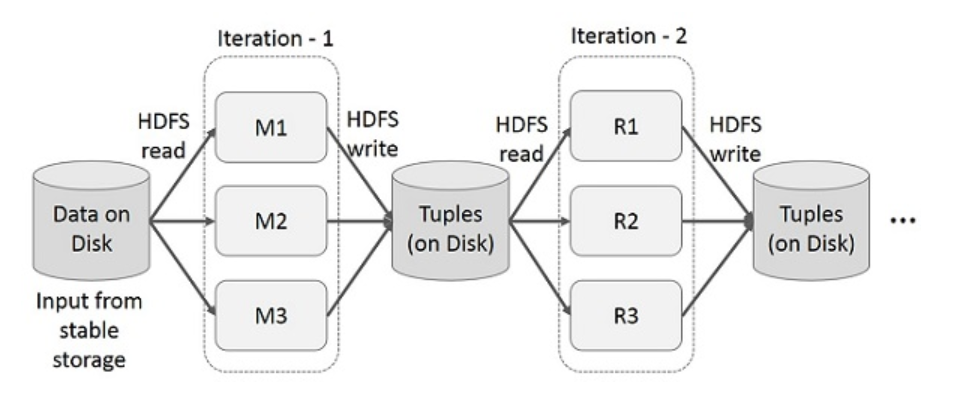 Iteration - 1
Iteration - 2
HDFS
read
M1
HDFS
write
HDFS
read
R1
HDFS
write
Data on
Disk
M2
Tuples
(on Disk)
R2
Tuples
(on Disk)
...
Input from
stable
storage
M3
R3